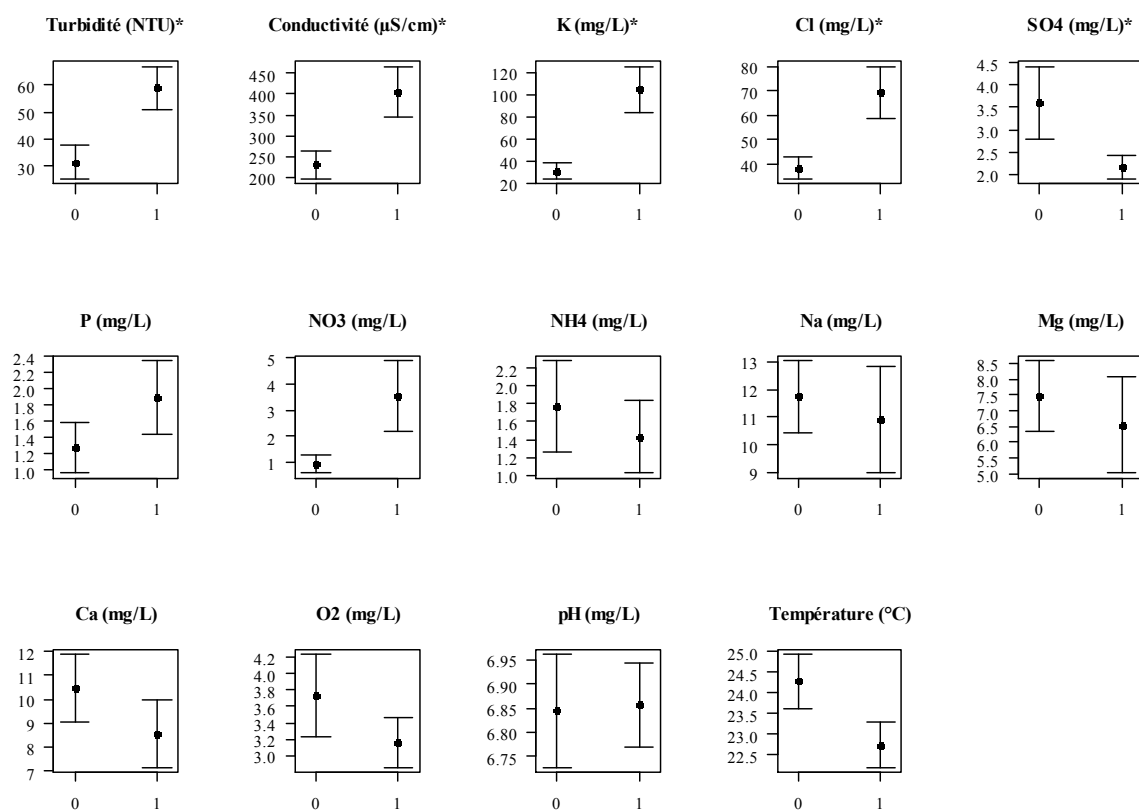 Turbidité (NTU)* Conductivité (µS/cm)* K (mg/L)* Cl (mg/L)* SO4 (mg/L)*
60 50 40 30 450 400 350 300 250 200 120 100 80 60 40 20 80 70 60 50 40 4.5 4.0 3.5 3.0 2.5 2.0
0 1 0 1 0 1 0 1 0 1
P (mg/L) NO3 (mg/L) NH4 (mg/L) Na (mg/L) Mg (mg/L)
2.4 2.2 2.0 1.8 1.6 1.4 1.2 1.0 5 4 3 2 1 2.2 2.0 1.8 1.6 1.4 1.2 1.0 13 12 11 10 9 8.5 8.0 7.5 7.0 6.5 6.0 5.5 5.0
0 1 0 1 0 1 0 1 0 1
Ca (mg/L) O2 (mg/L) pH (mg/L) Température (°C)
12 11 10 9 8 7 4.2 4.0 3.8 3.6 3.4 3.2 3.0 6.95 6.90 6.85 6.80 6.75 25.0 24.5 24.0 23.5 23.0 22.5
0 1 0 1 0 1 0 1